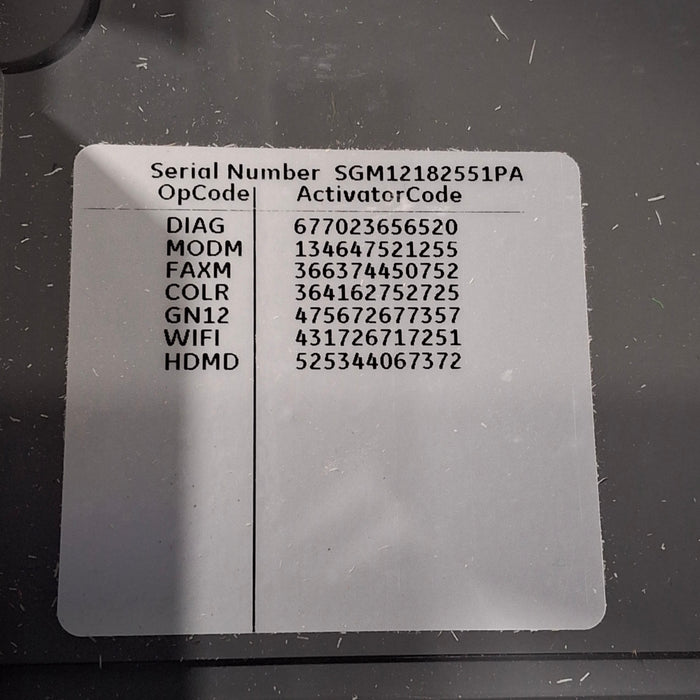 Serial Number SGM12182551PA
OpCode ActivatorCode
DIAG 677023656520
MODM 134647521255
FAXM 366374450752
COLR 364162752725
GN12 475672677357
WIFI 431726717251
HDMD 525344067372